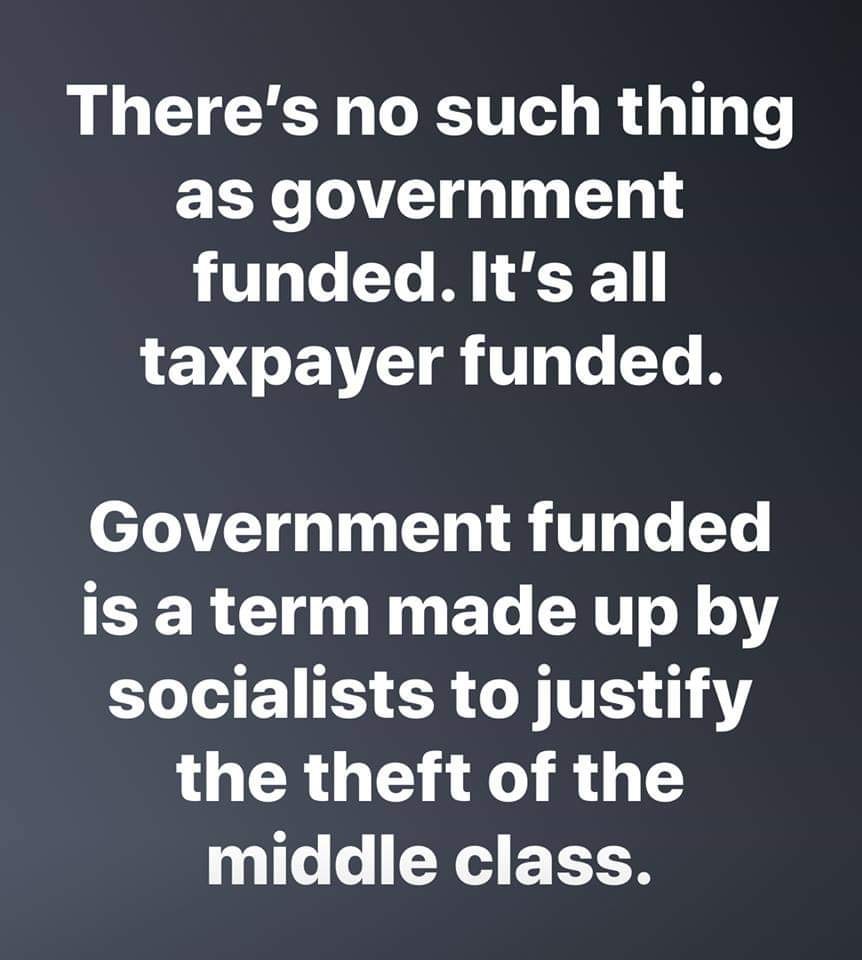 There's no such thing
as government
funded. It's all
taxpayer funded.
Government funded
is a term made up by
socialists to justify
the theft of the
middle class.